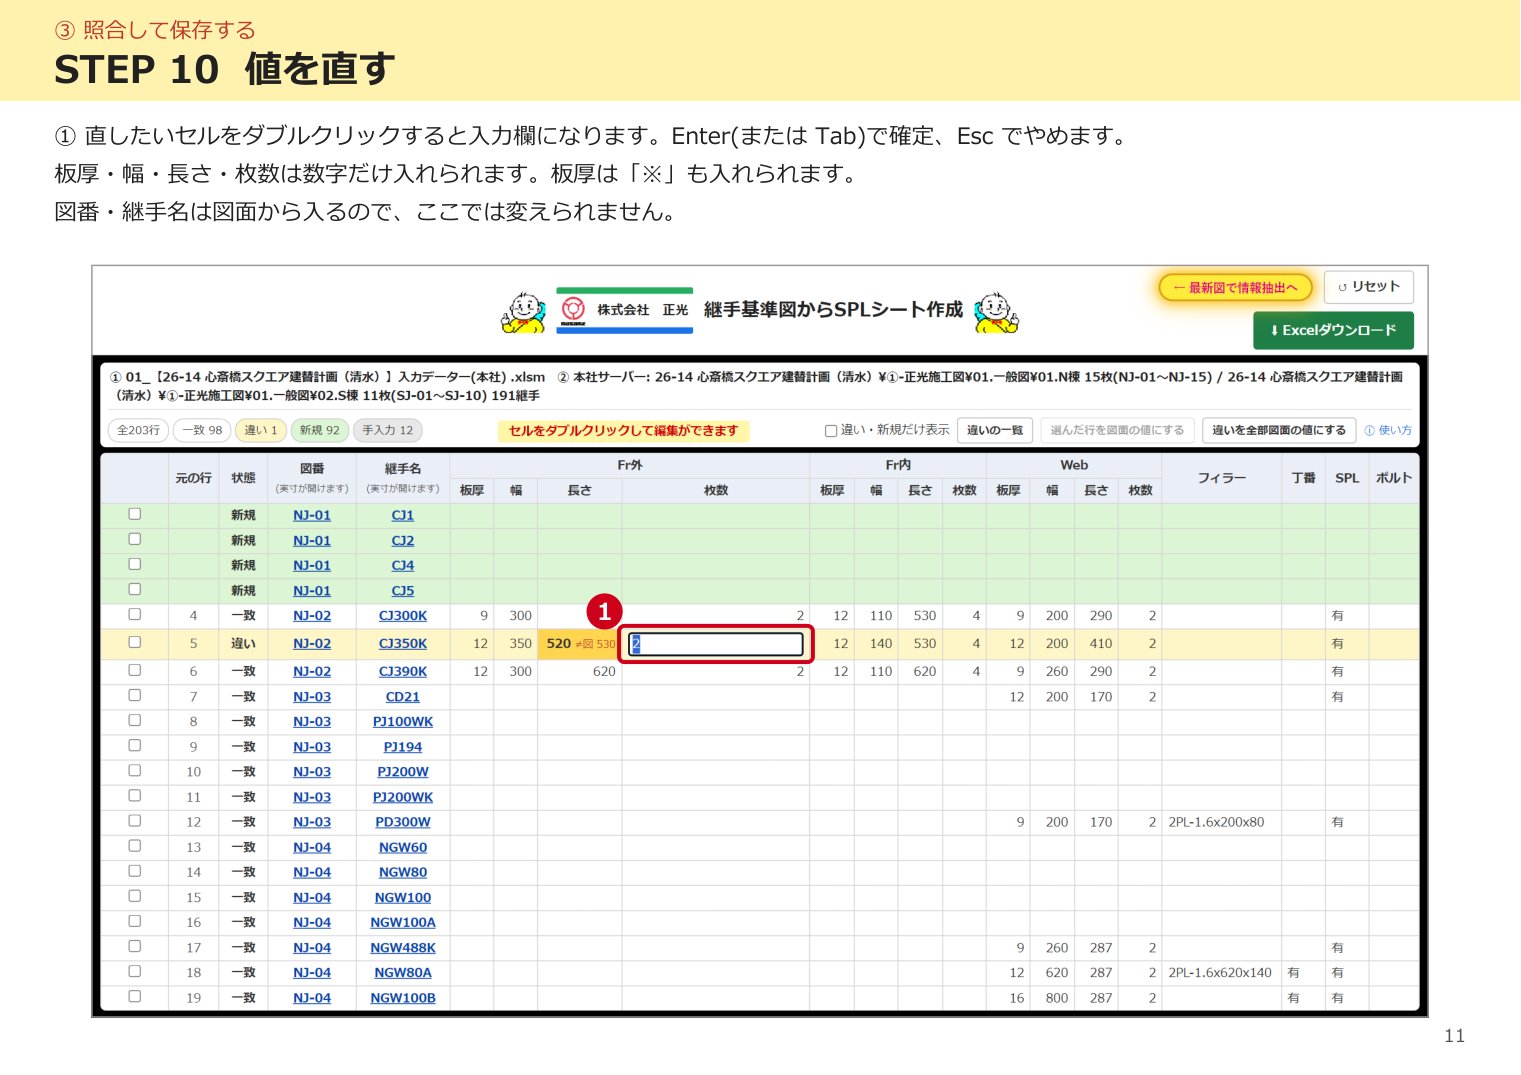 ③ 照合して保存する
STEP 10 値を直す
① 直したいセルをダブルクリックすると入力欄になります。Enter(または Tab)で確定、Esc でやめます。
板厚・幅・長さ・枚数は数字だけ入れられます。板厚は「※」も入れられます。
図番・継手名は図面から入るので、ここでは変えられません。
株式会社 正光 継手基準図からSPLシート作成
←最新図で情報抽出へ
↺ リセット
⬇Excelダウンロード
① 01_【26-14 心斎橋スクエア建替計画（清水）】入力データー(本社) .xlsm ② 本社サーバー: 26-14 心斎橋スクエア建替計画（清水）¥①-正光施工図¥01.一般図¥01.N棟 15枚(NJ-01～NJ-15) / 26-14 心斎橋スクエア建替計画
（清水）¥①-正光施工図¥01.一般図¥02.S棟 11枚(SJ-01～SJ-10) 191継手
全203行 一致 98 違い 1 新規 92 手入力 12 セルをダブルクリックして編集ができます 違い・新規だけ表示 違いの一覧 選んだ行を図面の値にする 違いを全部図面の値にする ⓘ 使い方
元の行 状態 図番 (実寸が開けます) 継手名 (実寸が開けます) Fr外 Fr内 Web フィラー 丁番 SPL ボルト
板厚 幅 長さ 枚数 板厚 幅 長さ 枚数 板厚 幅 長さ 枚数
新規 NJ-01 CJ1
新規 NJ-01 CJ2
新規 NJ-01 CJ4
新規 NJ-01 CJ5
4 一致 NJ-02 CJ300K 9 300 2 12 110 530 4 9 200 290 2 有
1
5 違い NJ-02 CJ350K 12 350 520 ≠図 530 2 12 140 530 4 12 200 410 2 有
6 一致 NJ-02 CJ390K 12 300 620 2 12 110 620 4 9 260 290 2 有
7 一致 NJ-03 CD21 12 200 170 2 有
8 一致 NJ-03 PJ100WK
9 一致 NJ-03 PJ194
10 一致 NJ-03 PJ200W
11 一致 NJ-03 PJ200WK
12 一致 NJ-03 PD300W 9 200 170 2 2PL-1.6x200x80 有
13 一致 NJ-04 NGW60
14 一致 NJ-04 NGW80
15 一致 NJ-04 NGW100
16 一致 NJ-04 NGW100A
17 一致 NJ-04 NGW488K 9 260 287 2 有
18 一致 NJ-04 NGW80A 12 620 287 2 2PL-1.6x620x140 有 有
19 一致 NJ-04 NGW100B 16 800 287 2 有 有
11